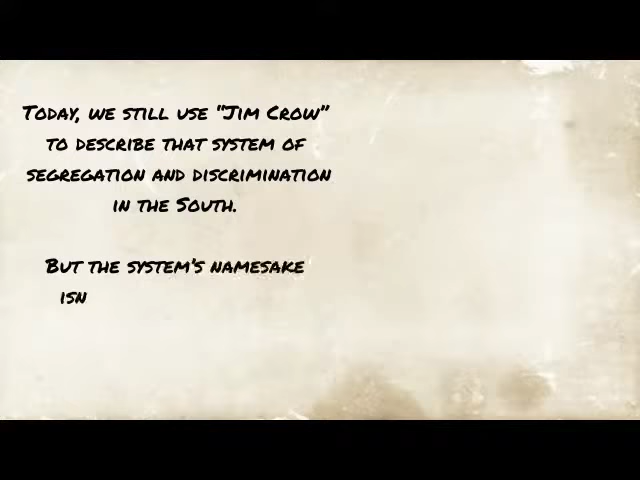 Today, we still use "Jim Crow"
to describe that system of
segregation and discrimination
in the South.
But the system's namesake
isn